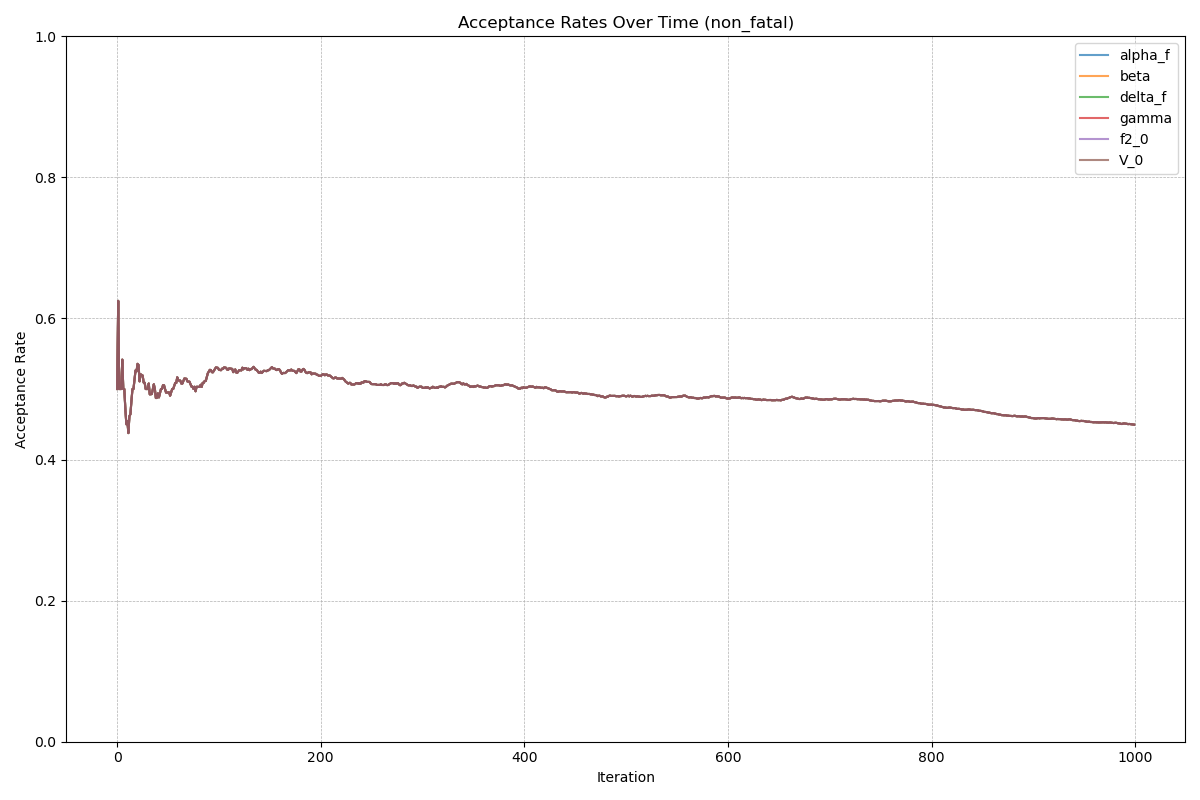 Acceptance Rates Over Time (non_fatal)
1.0
0.8
0.6
0.4
0.2
0.0
Acceptance Rate
alpha_f
beta
delta_f
gamma
f2_0
V_0
0 200 400 600 800 1000
Iteration